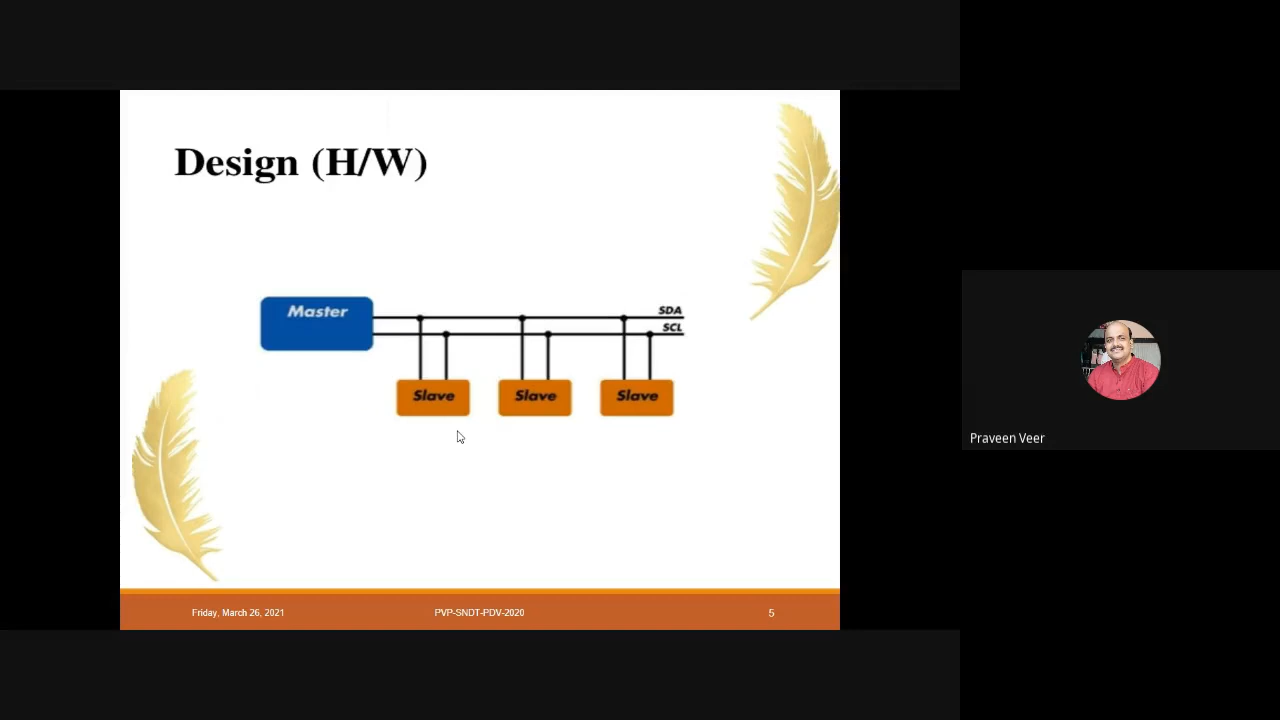 Design (H/W)
Master
SDA
SCL
Slave Slave Slave
Praveen Veer
Friday, March 26, 2021 PVP-SNDT-PDV-2020 5